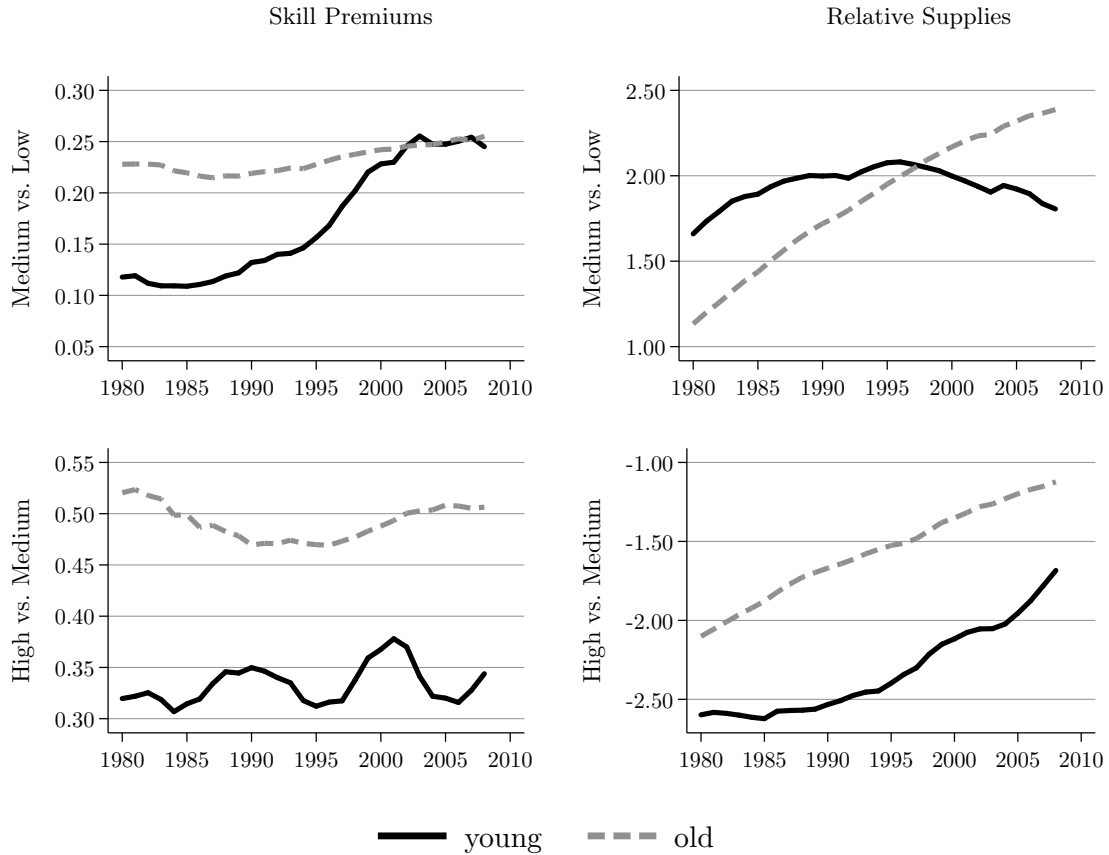 Skill Premiums
Relative Supplies
Medium vs. Low
0.30
0.25
0.20
0.15
0.10
0.05
1980 1985 1990 1995 2000 2005 2010
Medium vs. Low
2.50
2.00
1.50
1.00
1980 1985 1990 1995 2000 2005 2010
High vs. Medium
0.55
0.50
0.45
0.40
0.35
0.30
1980 1985 1990 1995 2000 2005 2010
High vs. Medium
-1.00
-1.50
-2.00
-2.50
1980 1985 1990 1995 2000 2005 2010
young old